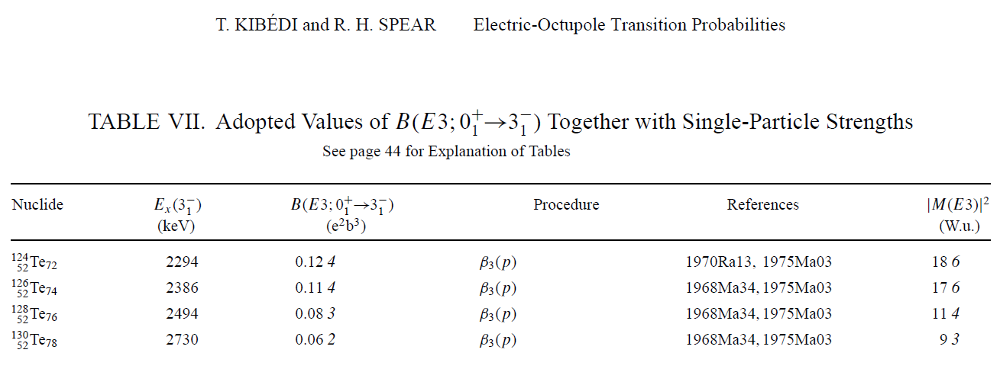 T. KIBÉDI and R. H. SPEAR Electric-Octupole Transition Probabilities
TABLE VII. Adopted Values of B(E3; 0₁⁺→3₁⁻) Together with Single-Particle Strengths
See page 44 for Explanation of Tables
Nuclide Eₓ(3₁⁻) B(E3; 0₁⁺→3₁⁻) Procedure References |M(E3)|²
(keV) (e²b³) (W.u.)
¹²⁴₅₂Te₇₂ 2294 0.12 4 β₃(p) 1970Ra13, 1975Ma03 18 6
¹²⁶₅₂Te₇₄ 2386 0.11 4 β₃(p) 1968Ma34, 1975Ma03 17 6
¹²⁸₅₂Te₇₆ 2494 0.08 3 β₃(p) 1968Ma34, 1975Ma03 11 4
¹³⁰₅₂Te₇₈ 2730 0.06 2 β₃(p) 1968Ma34, 1975Ma03 9 3